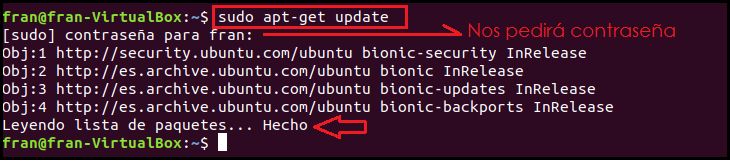 fran@fran-VirtualBox:~$ sudo apt-get update
[sudo] contraseña para fran: Nos pedirá contraseña
Obj:1 http://security.ubuntu.com/ubuntu bionic-security InRelease
Obj:2 http://es.archive.ubuntu.com/ubuntu bionic InRelease
Obj:3 http://es.archive.ubuntu.com/ubuntu bionic-updates InRelease
Obj:4 http://es.archive.ubuntu.com/ubuntu bionic-backports InRelease
Leyendo lista de paquetes... Hecho
fran@fran-VirtualBox:~$